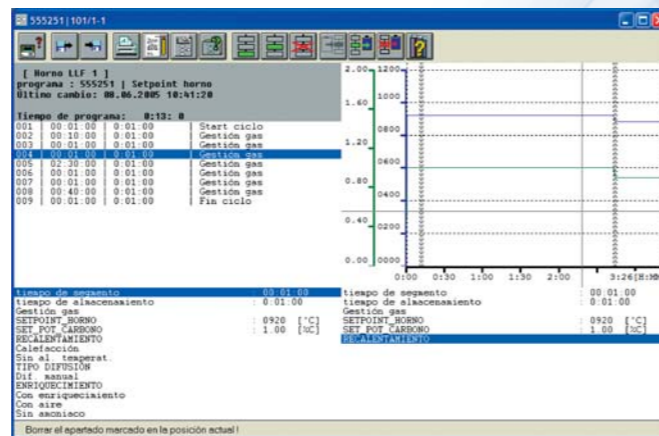 555251|101/1-1
[ Horno LLF 1 ]
programa : 555251 | Setpoint horno
Último cambio: 08.06.2005 10:41:20
Tiempo de programa: 0:13: 0
001 | 00:01:00 | 0:01:00 | Start ciclo
002 | 00:10:00 | 0:01:00 | Gestión gas
003 | 00:01:00 | 0:01:00 | Gestión gas
004 | 00:01:00 | 0:01:00 | Gestión gas
005 | 02:30:00 | 0:01:00 | Gestión gas
006 | 00:01:00 | 0:01:00 | Gestión gas
007 | 00:01:00 | 0:01:00 | Gestión gas
008 | 00:40:00 | 0:01:00 | Gestión gas
009 | 00:01:00 | 0:01:00 | Fin ciclo
2.00 1200
1.60 1000
1.20 0800
0.80 0600
0400
0.40 0200
0.00 0000
0:00 0:30 1:00 1:30 2:00 3:26[H:M
tiempo de segmento : 00:01:00
tiempo de almacenamiento : 0:01:00
Gestión gas
SETPOINT_HORNO : 0920 [°C]
SET_POT_CARBONO : 1.00 [%C]
RECALENTAMIENTO
Calefacción
Sin al. temperat.
TIPO DIFUSIÓN
Dif. manual
ENRIQUECIMIENTO
Con enriquecimiento
Con aire
Sin amoniaco
tiempo de segmento : 00:01:00
tiempo de almacenamiento : 0:01:00
Gestión gas
SETPOINT_HORNO : 0920 [°C]
SET_POT_CARBONO : 1.00 [%C]
RECALENTAMIENTO
Borrar el apartado marcado en la posición actual !